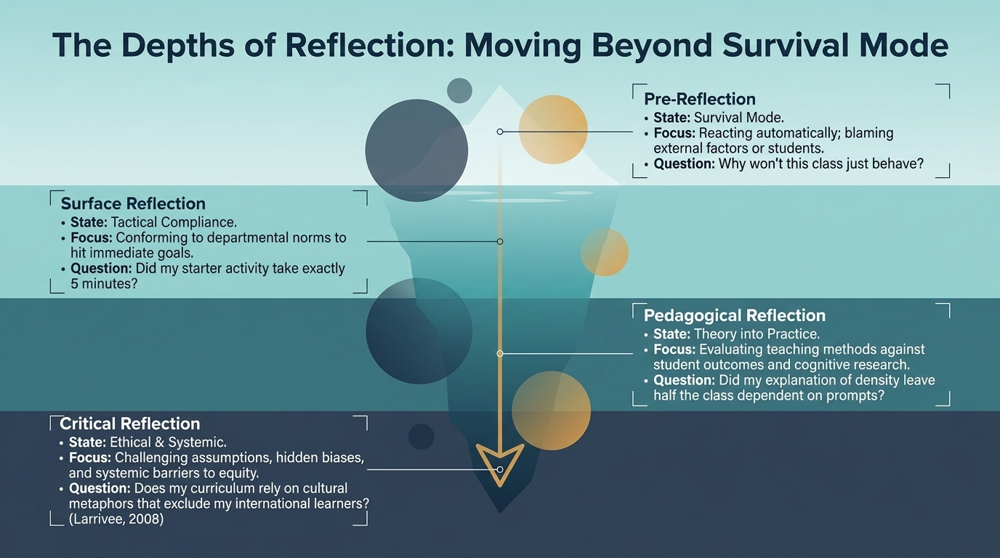 The Depths of Reflection: Moving Beyond Survival Mode
Pre-Reflection
• State: Survival Mode.
• Focus: Reacting automatically; blaming
external factors or students.
• Question: Why won't this class just behave?
Surface Reflection
• State: Tactical Compliance.
• Focus: Conforming to departmental norms to
hit immediate goals.
• Question: Did my starter activity take exactly
5 minutes?
Pedagogical Reflection
• State: Theory into Practice.
• Focus: Evaluating teaching methods against
student outcomes and cognitive research.
• Question: Did my explanation of density leave
half the class dependent on prompts?
Critical Reflection
• State: Ethical & Systemic.
• Focus: Challenging assumptions, hidden biases,
and systemic barriers to equity.
• Question: Does my curriculum rely on cultural
metaphors that exclude my international learners?
(Larrivee, 2008)